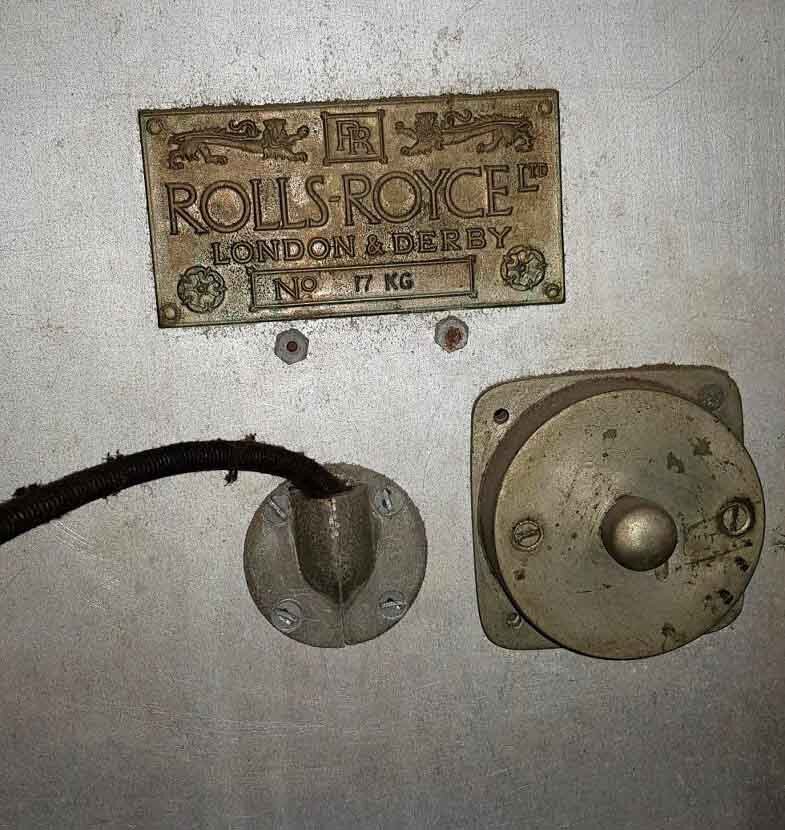 RR
ROLLS-ROYCE LTD
LONDON & DERBY
No 17 KG